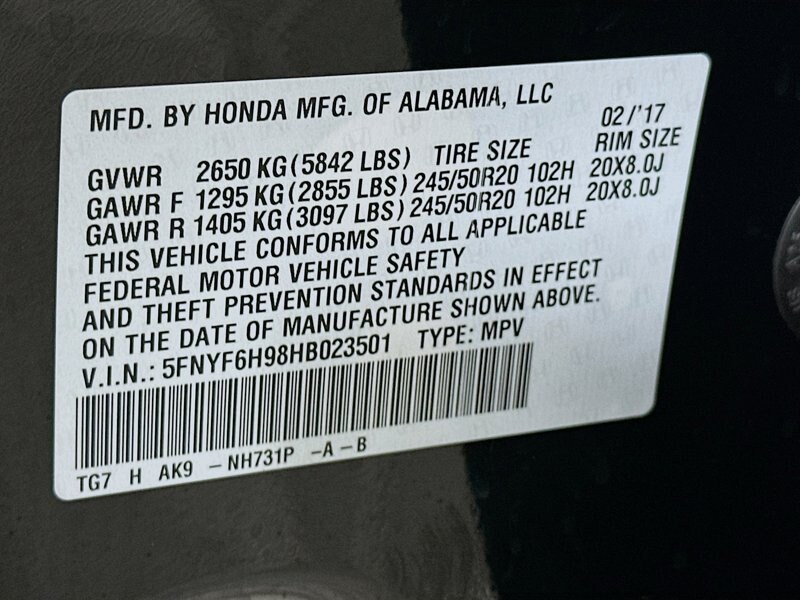 MFD. BY HONDA MFG. OF ALABAMA, LLC
02/'17
GVWR 2650 KG(5842 LBS) TIRE SIZE RIM SIZE
GAWR F 1295 KG(2855 LBS) 245/50R20 102H 20X8.0J
GAWR R 1405 KG(3097 LBS) 245/50R20 102H 20X8.0J
THIS VEHICLE CONFORMS TO ALL APPLICABLE
FEDERAL MOTOR VEHICLE SAFETY
AND THEFT PREVENTION STANDARDS IN EFFECT
ON THE DATE OF MANUFACTURE SHOWN ABOVE.
V.I.N.: 5FNYF6H98HB023501 TYPE: MPV
TG7 H AK9 -NH731P -A-B